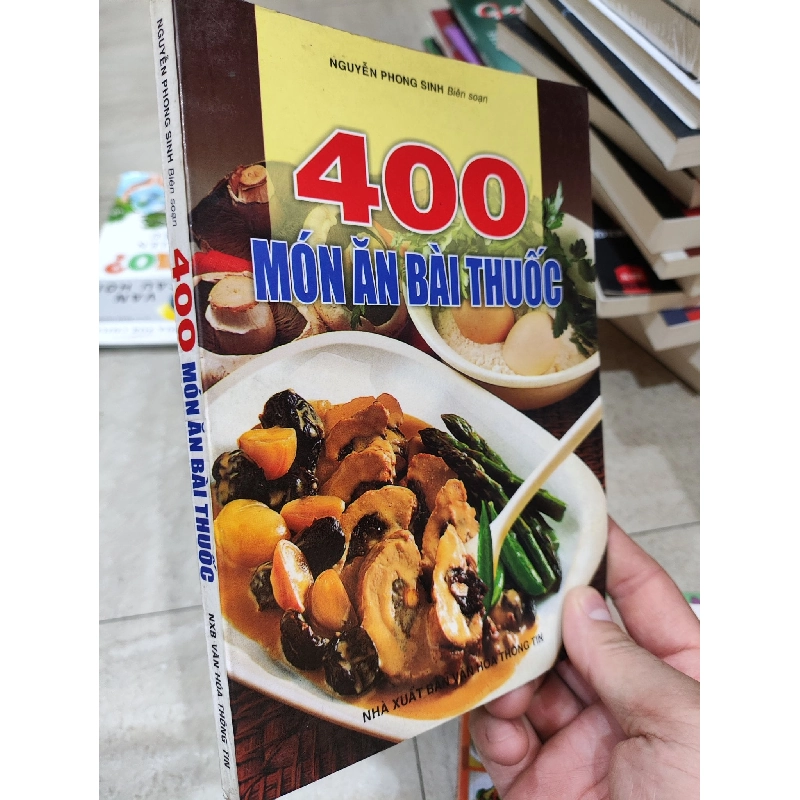 NGUYỄN PHONG SINH Biên soạn
400
MÓN ĂN BÀI THUỐC
NHÀ XUẤT BẢN VĂN HÓA THÔNG TIN
NGUYỄN PHONG SINH Biên soạn
400 MÓN ĂN BÀI THUỐC
NXB VĂN HÓA THÔNG TIN